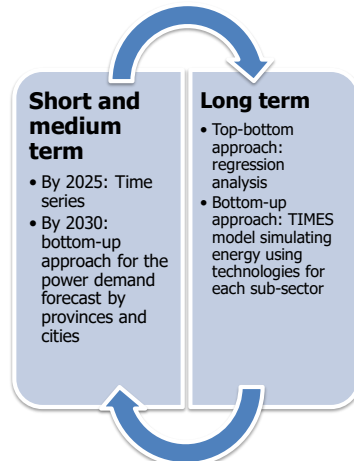 Short and
medium
term
• By 2025: Time
series
• By 2030:
bottom-up
approach for the
power demand
forecast by
provinces and
cities
Long term
• Top-bottom
approach:
regression
analysis
• Bottom-up
approach: TIMES
model simulating
energy using
technologies for
each sub-sector